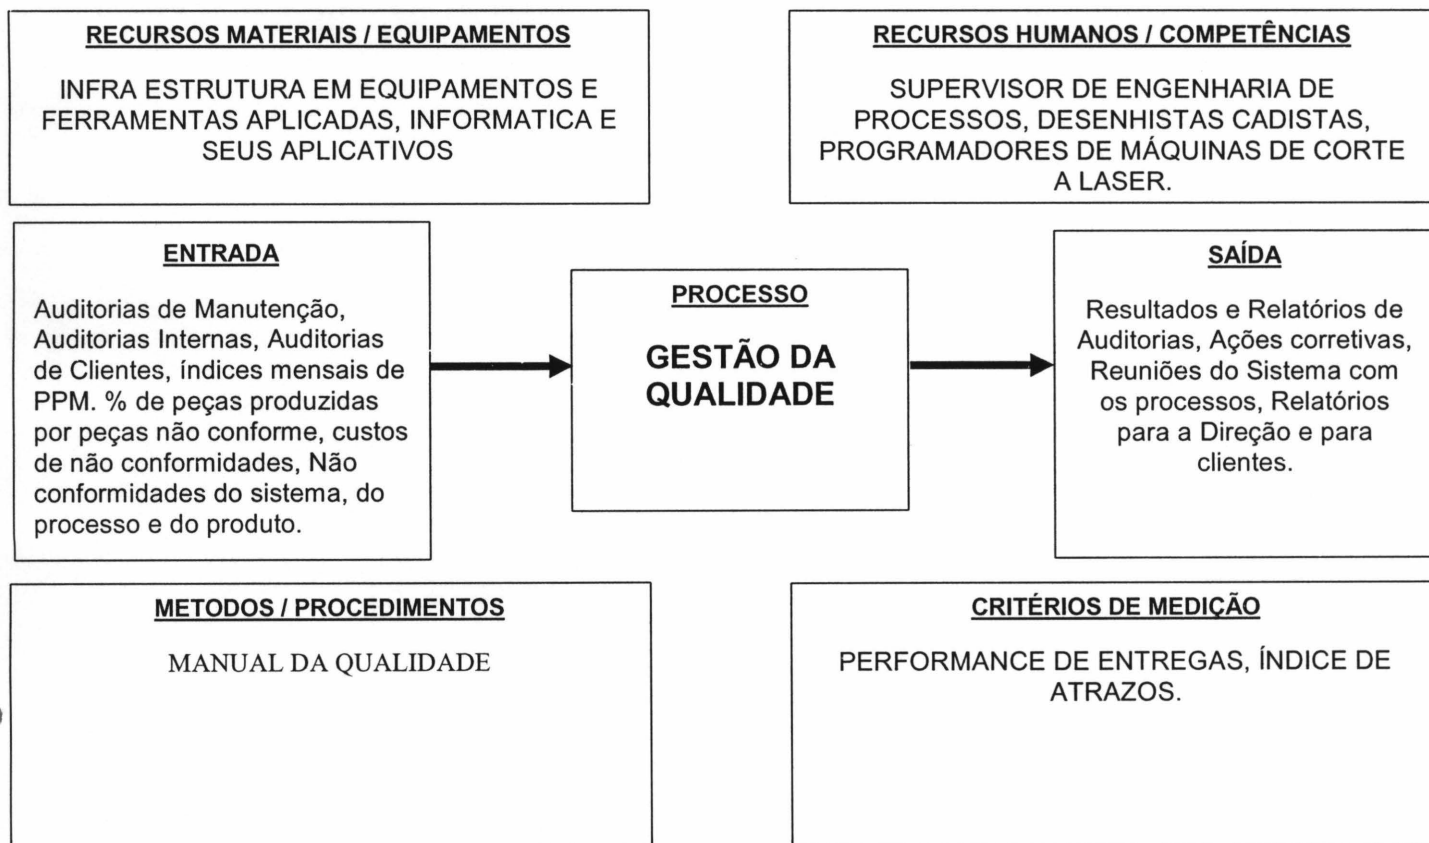 RECURSOS MATERIAIS / EQUIPAMENTOS
INFRA ESTRUTURA EM EQUIPAMENTOS E
FERRAMENTAS APLICADAS, INFORMATICA E
SEUS APLICATIVOS
RECURSOS HUMANOS / COMPETÊNCIAS
SUPERVISOR DE ENGENHARIA DE
PROCESSOS, DESENHISTAS CADISTAS,
PROGRAMADORES DE MÁQUINAS DE CORTE
A LASER.
ENTRADA
Auditorias de Manutenção,
Auditorias Internas, Auditorias
de Clientes, índices mensais de
PPM. % de peças produzidas
por peças não conforme, custos
de não conformidades, Não
conformidades do sistema, do
processo e do produto.
PROCESSO
GESTÃO DA
QUALIDADE
SAÍDA
Resultados e Relatórios de
Auditorias, Ações corretivas,
Reuniões do Sistema com
os processos, Relatórios
para a Direção e para
clientes.
METODOS / PROCEDIMENTOS
MANUAL DA QUALIDADE
CRITÉRIOS DE MEDIÇÃO
PERFORMANCE DE ENTREGAS, ÍNDICE DE
ATRAZOS.